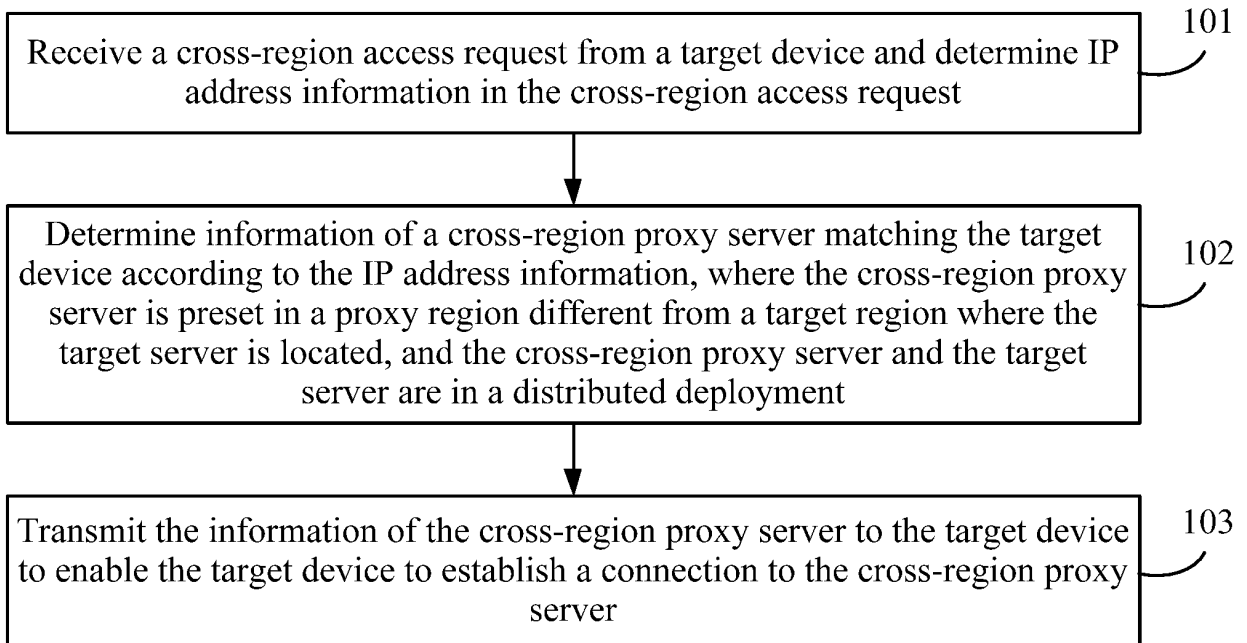 101
Receive a cross-region access request from a target device and determine IP
address information in the cross-region access request
102
Determine information of a cross-region proxy server matching the target
device according to the IP address information, where the cross-region proxy
server is preset in a proxy region different from a target region where the
target server is located, and the cross-region proxy server and the target
server are in a distributed deployment
103
Transmit the information of the cross-region proxy server to the target device
to enable the target device to establish a connection to the cross-region proxy
server